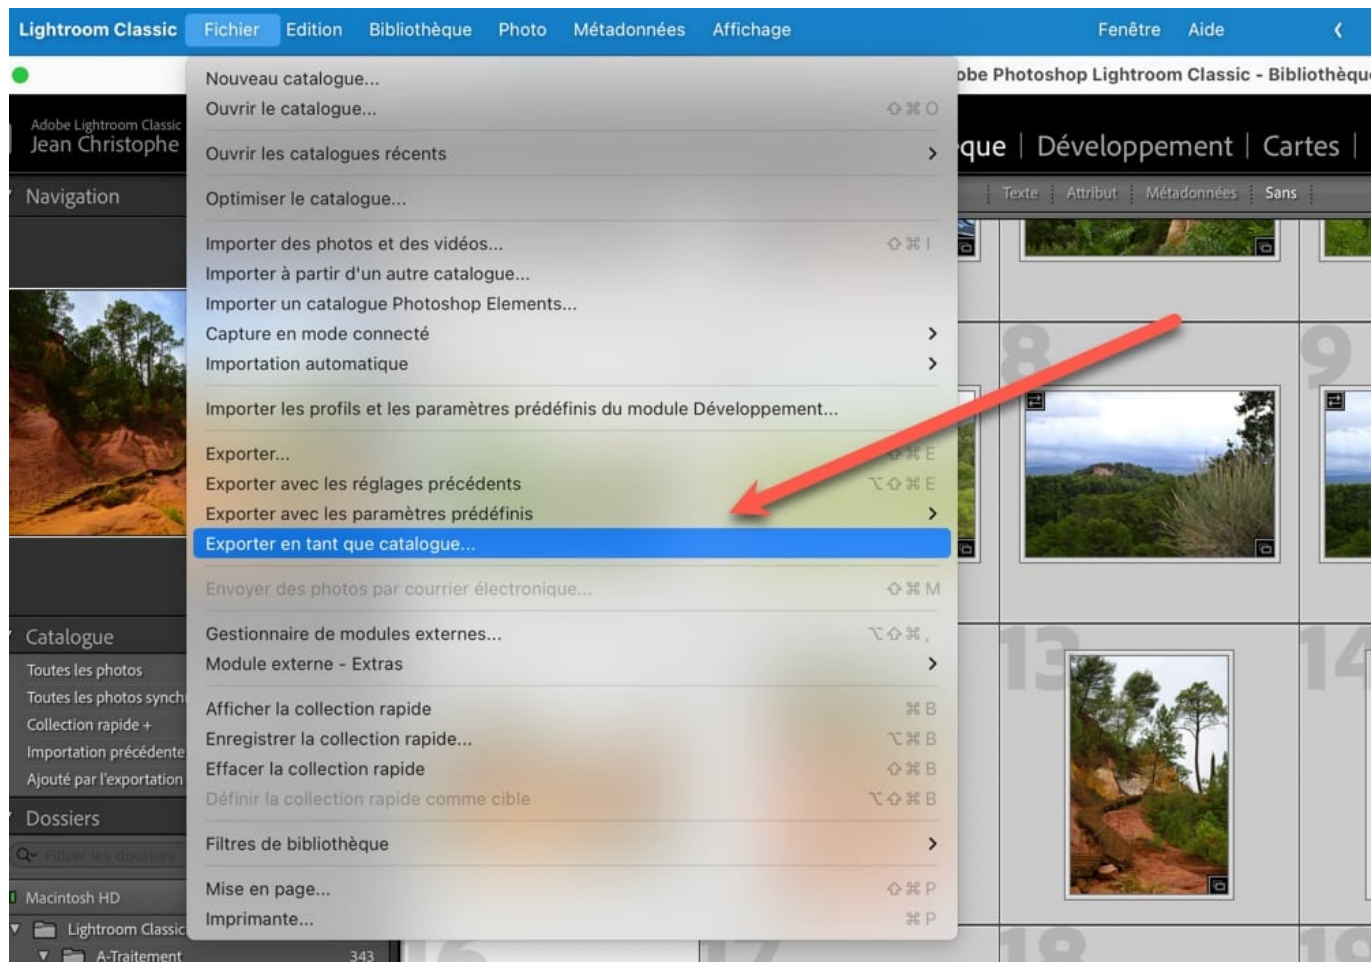 Lightroom Classic Fichier Edition Bibliothèque Photo Métadonnées Affichage Fenêtre Aide
obe Photoshop Lightroom Classic - Bibliothèqu
Adobe Lightroom Classic
Jean Christophe
que | Développement | Cartes |
Navigation
Texte Attribut Métadonnées Sans
Nouveau catalogue...
Ouvrir le catalogue... ⇧⌘O
Ouvrir les catalogues récents >
Optimiser le catalogue...
Importer des photos et des vidéos... ⇧⌘I
Importer à partir d'un autre catalogue...
Importer un catalogue Photoshop Elements...
Capture en mode connecté >
Importation automatique >
Importer les profils et les paramètres prédéfinis du module Développement...
Exporter... ⇧⌘E
Exporter avec les réglages précédents ⌥⇧⌘E
Exporter avec les paramètres prédéfinis >
Exporter en tant que catalogue...
Envoyer des photos par courrier électronique... ⇧⌘M
Gestionnaire de modules externes... ⌥⇧⌘,
Module externe - Extras >
Afficher la collection rapide ⌘B
Enregistrer la collection rapide... ⌥⌘B
Effacer la collection rapide ⇧⌘B
Définir la collection rapide comme cible ⌥⇧⌘B
Filtres de bibliothèque >
Mise en page... ⇧⌘P
Imprimante... ⌘P
Catalogue
Toutes les photos
Toutes les photos synch
Collection rapide +
Importation précédente
Ajouté par l'exportation
Dossiers
Filtrer les dossiers
Macintosh HD
Lightroom Classic
A-Traitement 343
8 9
13 14
16 17 18 19